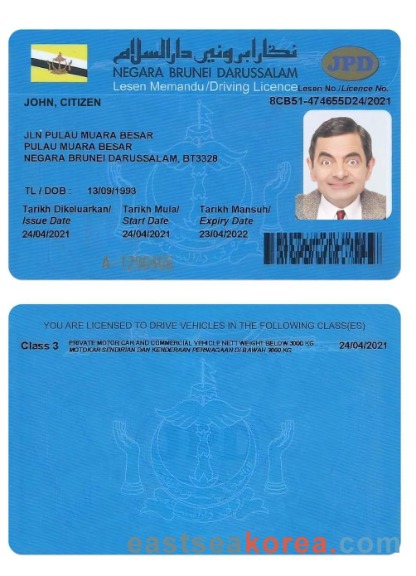 نڬارا بروني دارالسلام
NEGARA BRUNEI DARUSSALAM
Lesen Memandu/Driving Licence
JPD
Lesen No./Licence No.
8CB51-474655D24/2021
JOHN, CITIZEN
JLN PULAU MUARA BESAR
PULAU MUARA BESAR
NEGARA BRUNEI DARUSSALAM, BT3328
TL / DOB : 13/09/1993
Tarikh Dikeluarkan/ Tarikh Mula/ Tarikh Mansuh/
Issue Date Start Date Expiry Date
24/04/2021 24/04/2021 23/04/2022
YOU ARE LICENSED TO DRIVE VEHICLES IN THE FOLLOWING CLASS(ES)
Class 3 PRIVATE MOTOR CAR AND COMMERCIAL VEHICLE NETT WEIGHT BELOW 3000 KG 24/04/2021
MOTOKAR SENDIRIAN DAN KENDERAAN PERNIAGAAN DI BAWAH 3000 KG
eastseakorea.com